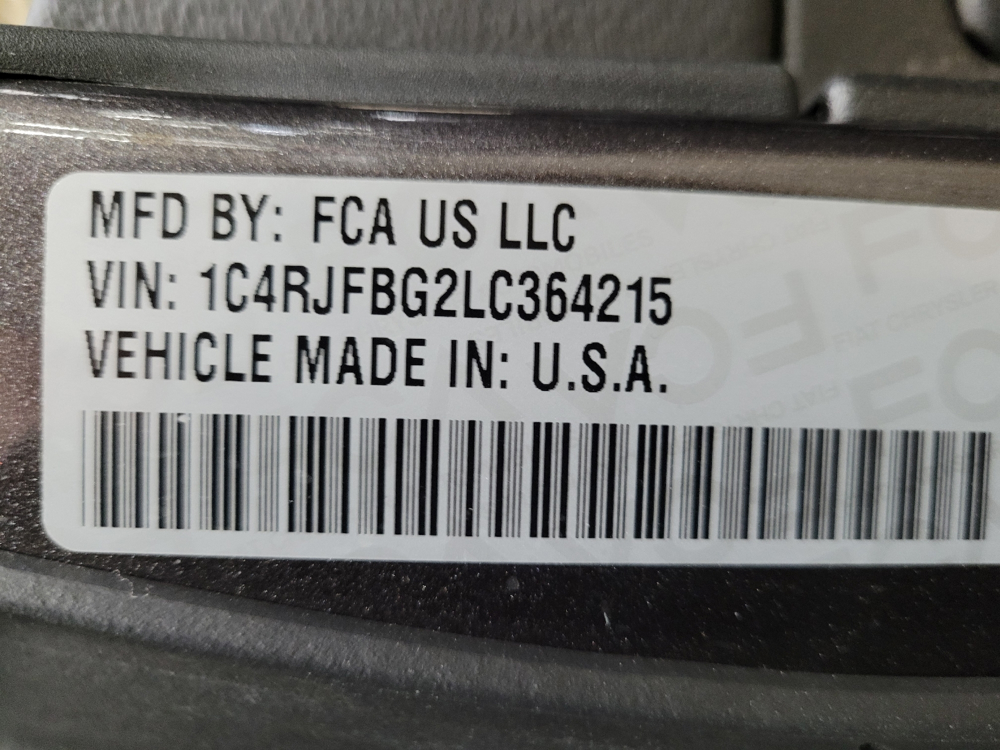 MFD BY: FCA US LLC
VIN: 1C4RJFBG2LC364215
VEHICLE MADE IN: U.S.A.